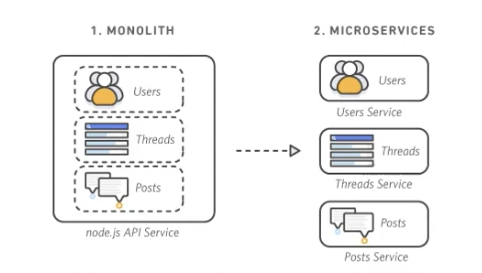 1. MONOLITH
Users
Threads
Posts
node.js API Service
2. MICROSERVICES
Users
Users Service
Threads
Threads Service
Posts
Posts Service